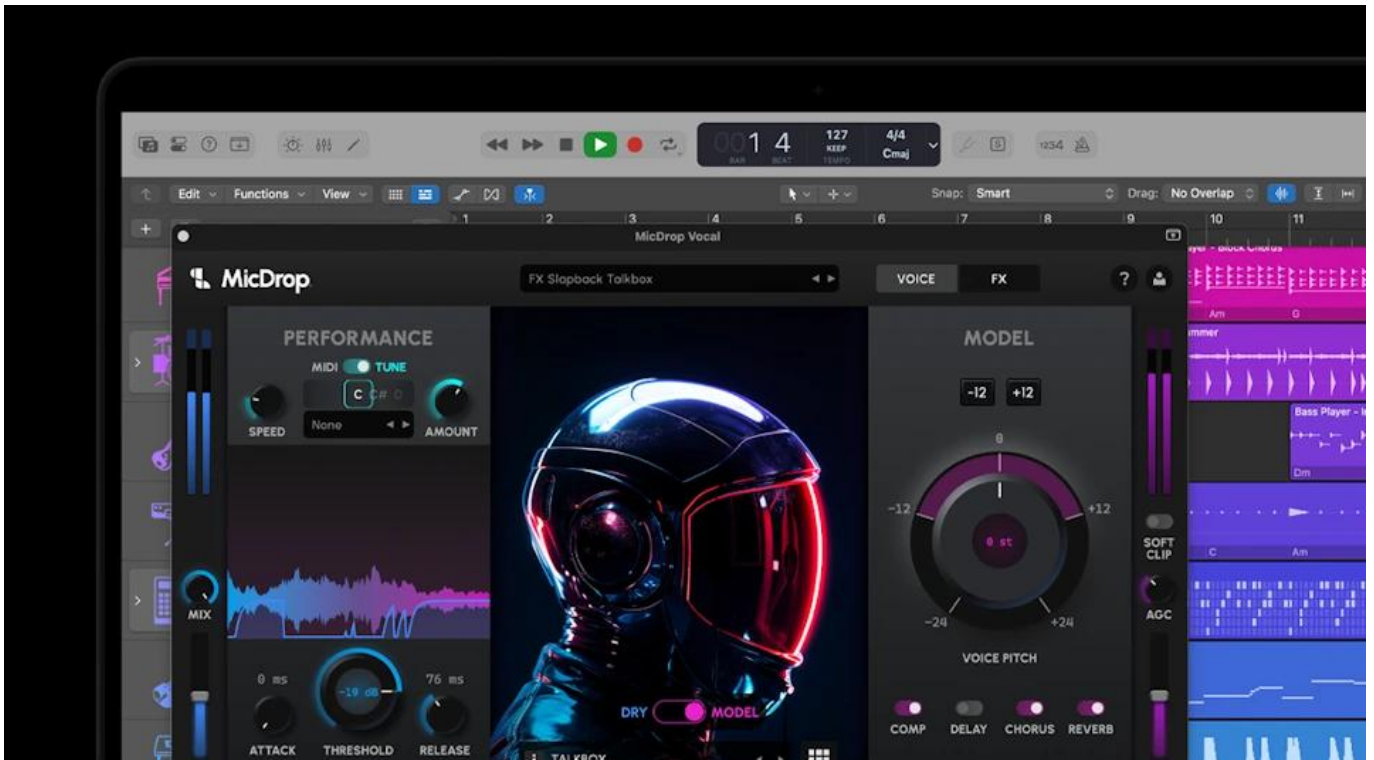 001 4 127 4/4
KEEP Cmaj
BAR BEAT TEMPO
1234
Edit Functions View Snap: Smart Drag: No Overlap
1 2 3 4 5 6 7 8 9 10 11
MicDrop Vocal
MicDrop FX Slapback Talkbox VOICE FX ?
Player - Block Chorus
Am G
PERFORMANCE
MIDI TUNE
C C# D
None
SPEED AMOUNT
MODEL
-12 +12
0
-12 +12
0 st
-24 +24
VOICE PITCH
SOFT
CLIP
AGC
MIX
Bass Player - I
Dm
C Am
0 ms -19 dB 76 ms
ATTACK THRESHOLD RELEASE
DRY MODEL
COMP DELAY CHORUS REVERB
TALKBOX